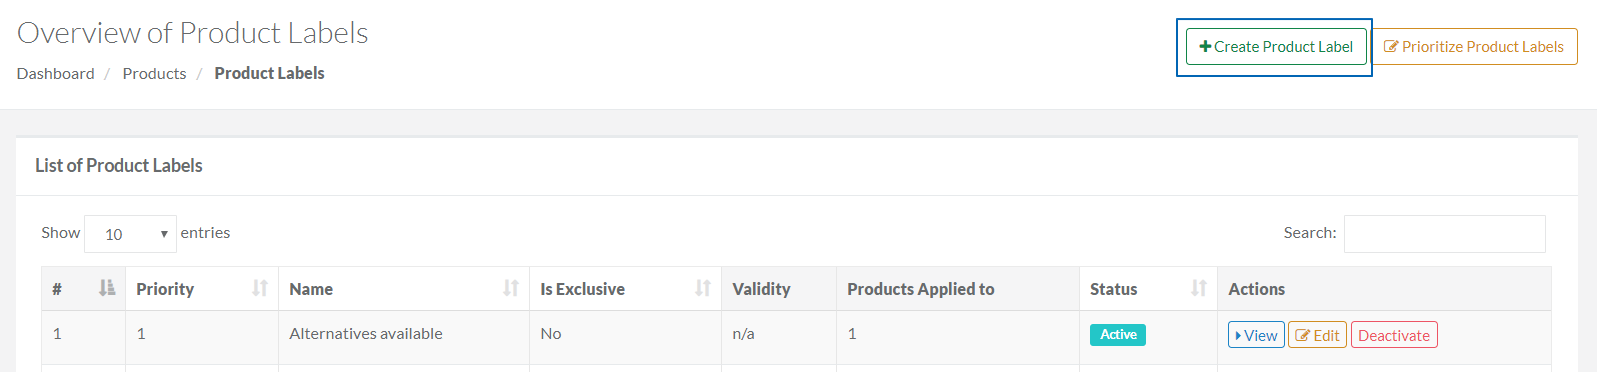 Overview of Product Labels
Create Product Label
Prioritize Product Labels
Dashboard / Products / Product Labels
List of Product Labels
Show 10 entries
Search:
# Priority Name Is Exclusive Validity Products Applied to Status Actions
1 1 Alternatives available No n/a 1 Active View Edit Deactivate